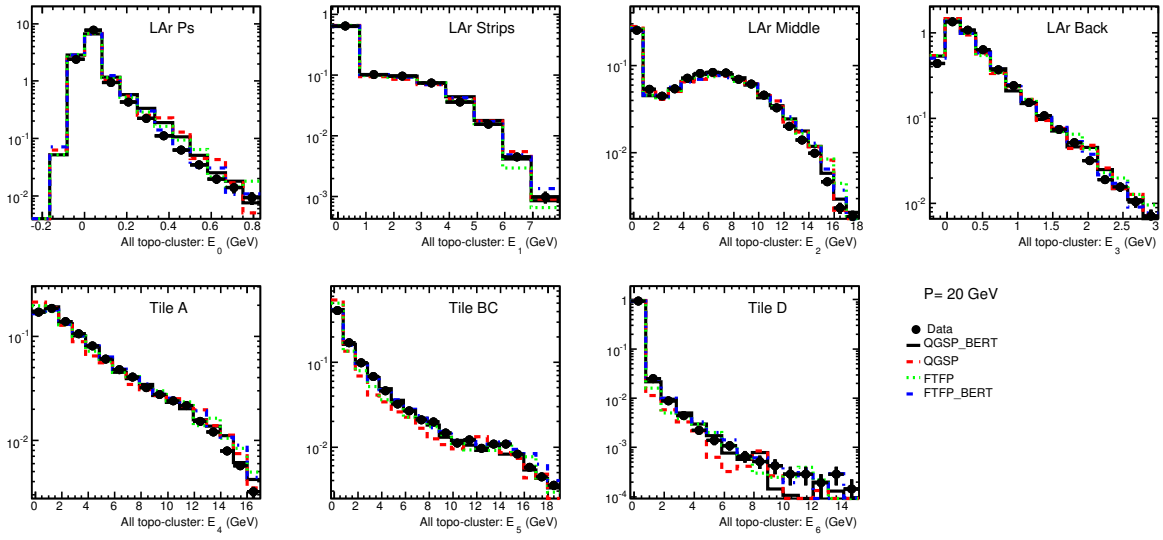 LAr Ps
10
1
10^-1
10^-2
-0.2 0 0.2 0.4 0.6 0.8
All topo-cluster: E_0 (GeV)
LAr Strips
1
10^-1
10^-2
10^-3
0 1 2 3 4 5 6 7
All topo-cluster: E_1 (GeV)
LAr Middle
10^-1
10^-2
0 2 4 6 8 10 12 14 16 18
All topo-cluster: E_2 (GeV)
LAr Back
1
10^-1
10^-2
0 0.5 1 1.5 2 2.5 3
All topo-cluster: E_3 (GeV)
Tile A
10^-1
10^-2
0 2 4 6 8 10 12 14 16
All topo-cluster: E_4 (GeV)
Tile BC
10^-1
10^-2
0 2 4 6 8 10 12 14 16 18
All topo-cluster: E_5 (GeV)
Tile D
1
10^-1
10^-2
10^-3
10^-4
0 2 4 6 8 10 12 14
All topo-cluster: E_6 (GeV)
P= 20 GeV
Data
QGSP_BERT
QGSP
FTFP
FTFP_BERT